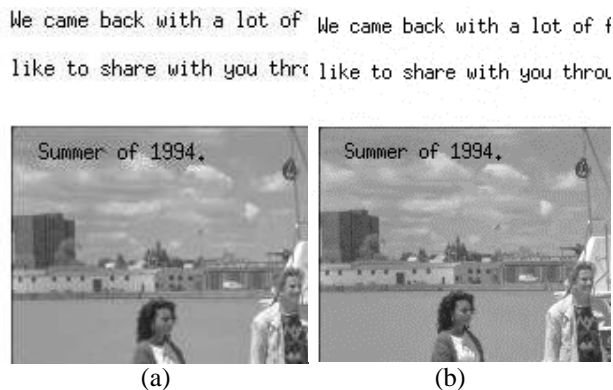 We came back with a lot of
like to share with you thro
Summer of 1994.
(a)
We came back with a lot of f
like to share with you throu
Summer of 1994.
(b)